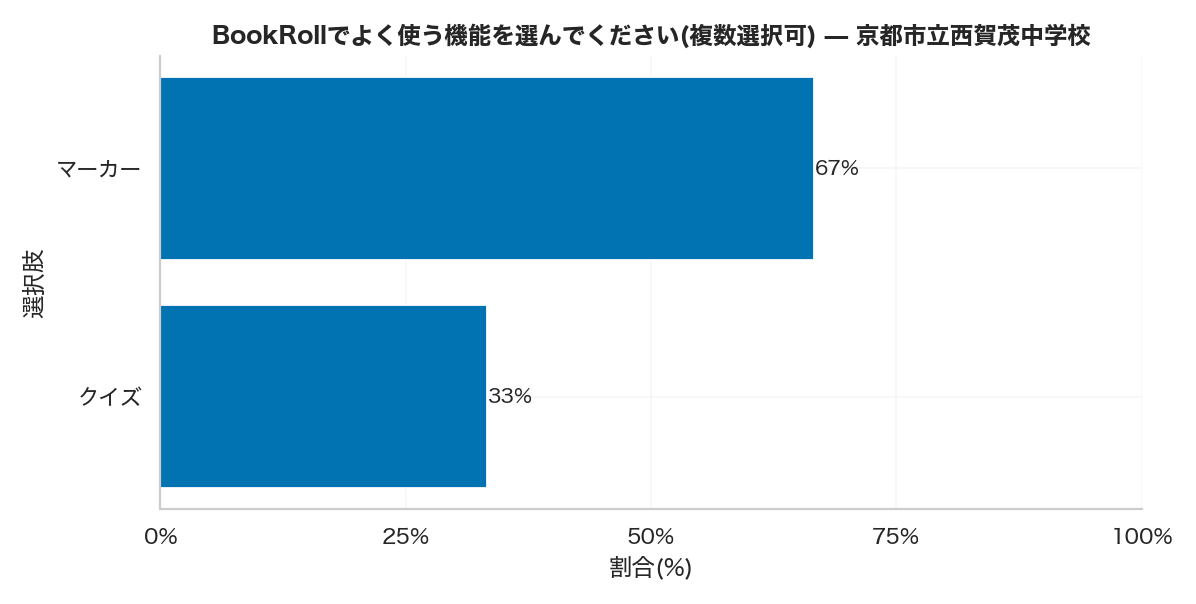 BookRollでよく使う機能を選んでください(複数選択可) — 京都市立西賀茂中学校
マーカー
67%
選択肢
クイズ
33%
0%
25%
50%
75%
100%
割合(%)